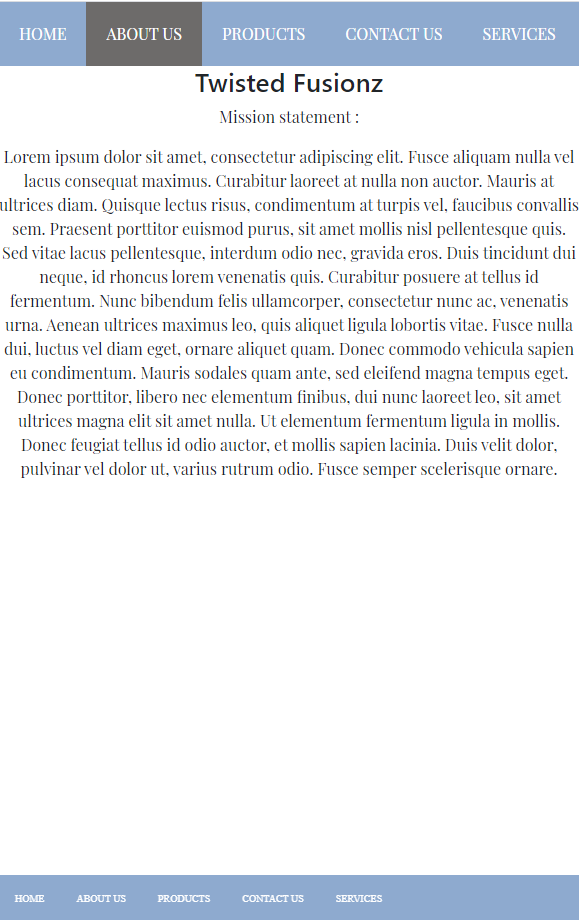 HOME ABOUT US PRODUCTS CONTACT US SERVICES
Twisted Fusionz
Mission statement :
Lorem ipsum dolor sit amet, consectetur adipiscing elit. Fusce aliquam nulla vel
lacus consequat maximus. Curabitur laoreet at nulla non auctor. Mauris at
ultrices diam. Quisque lectus risus, condimentum at turpis vel, faucibus convallis
sem. Praesent porttitor euismod purus, sit amet mollis nisl pellentesque quis.
Sed vitae lacus pellentesque, interdum odio nec, gravida eros. Duis tincidunt dui
neque, id rhoncus lorem venenatis quis. Curabitur posuere at tellus id
fermentum. Nunc bibendum felis ullamcorper, consectetur nunc ac, venenatis
urna. Aenean ultrices maximus leo, quis aliquet ligula lobortis vitae. Fusce nulla
dui, luctus vel diam eget, ornare aliquet quam. Donec commodo vehicula sapien
eu condimentum. Mauris sodales quam ante, sed eleifend magna tempus eget.
Donec porttitor, libero nec elementum finibus, dui nunc laoreet leo, sit amet
ultrices magna elit sit amet nulla. Ut elementum fermentum ligula in mollis.
Donec feugiat tellus id odio auctor, et mollis sapien lacinia. Duis velit dolor,
pulvinar vel dolor ut, varius rutrum odio. Fusce semper scelerisque ornare.
HOME ABOUT US PRODUCTS CONTACT US SERVICES